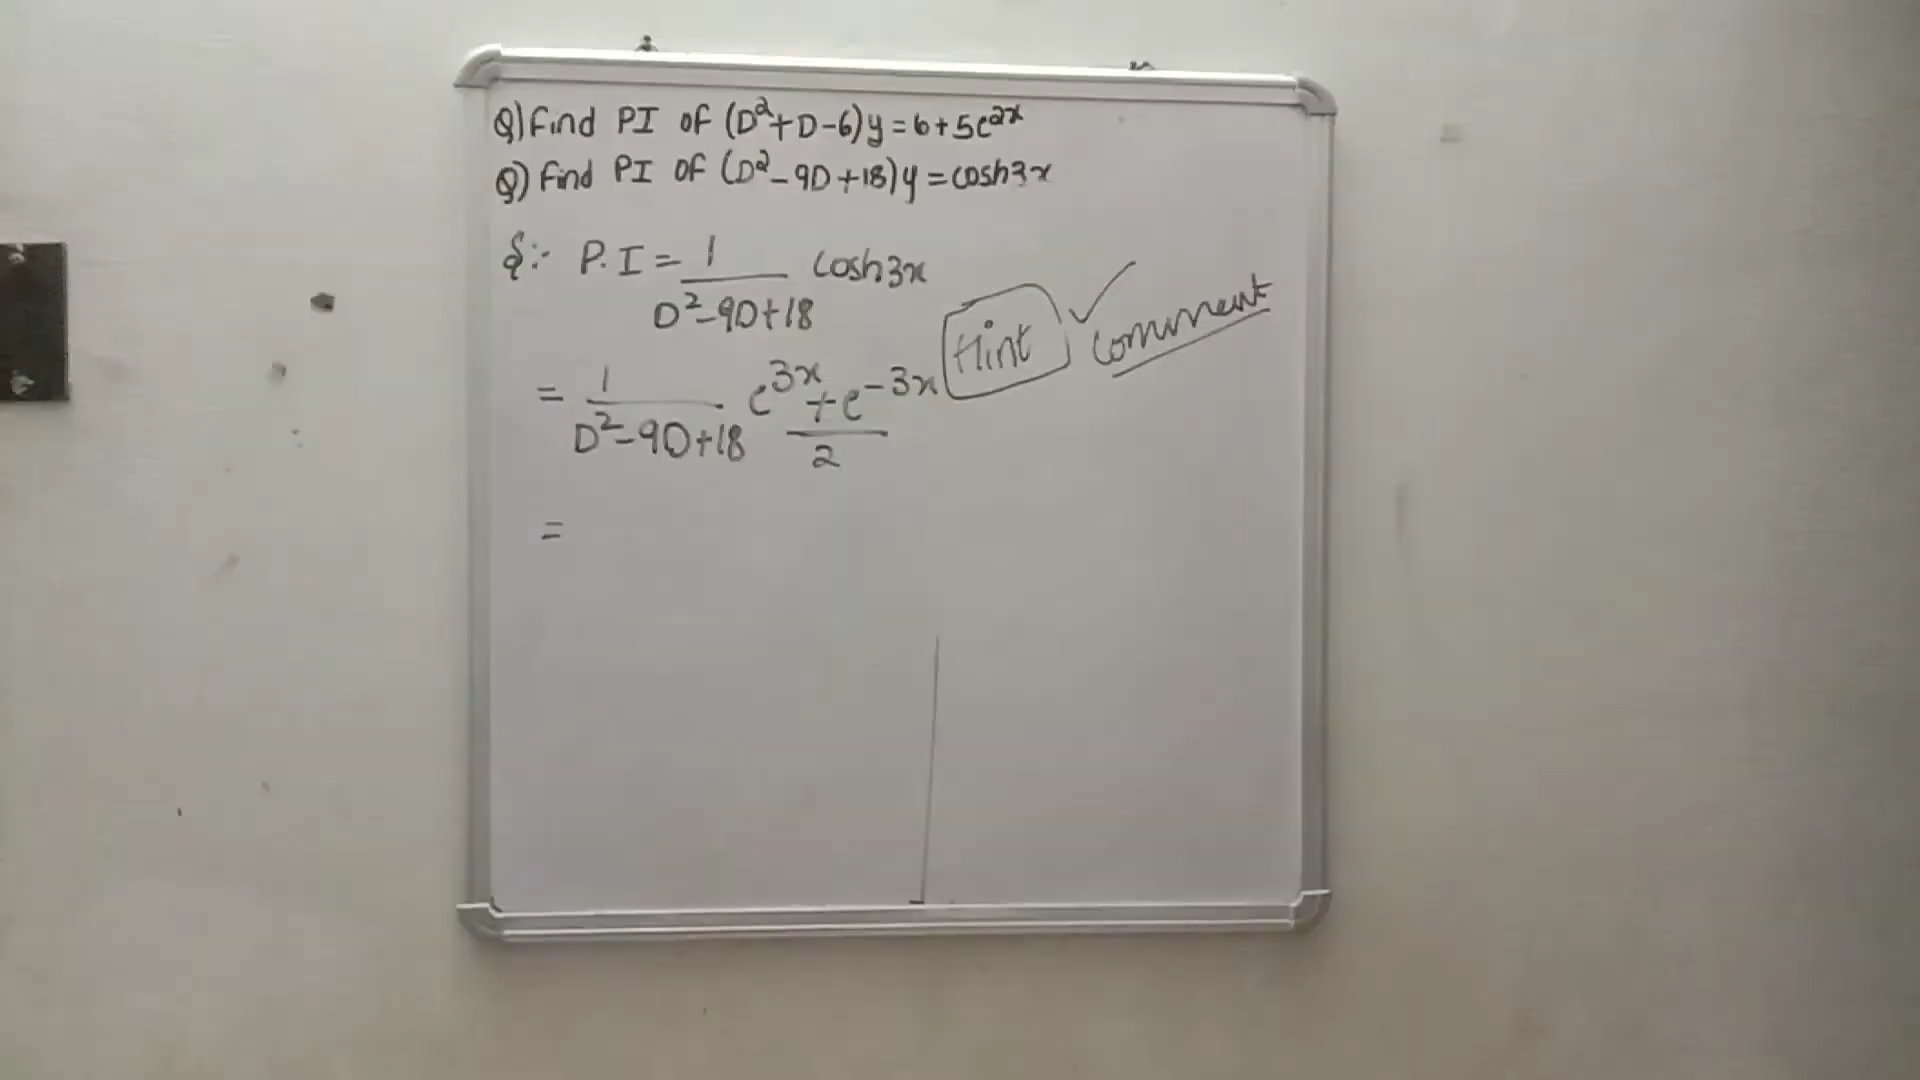 Q) Find PI of (D²+D-6)y = 6+5e²ˣ
Q) Find PI of (D²-9D+18)y = cosh3x
S:- P.I = 1/(D²-9D+18) cosh3x
Hint ✓ comment
= 1/(D²-9D+18) (e³ˣ+e⁻³ˣ)/2
=